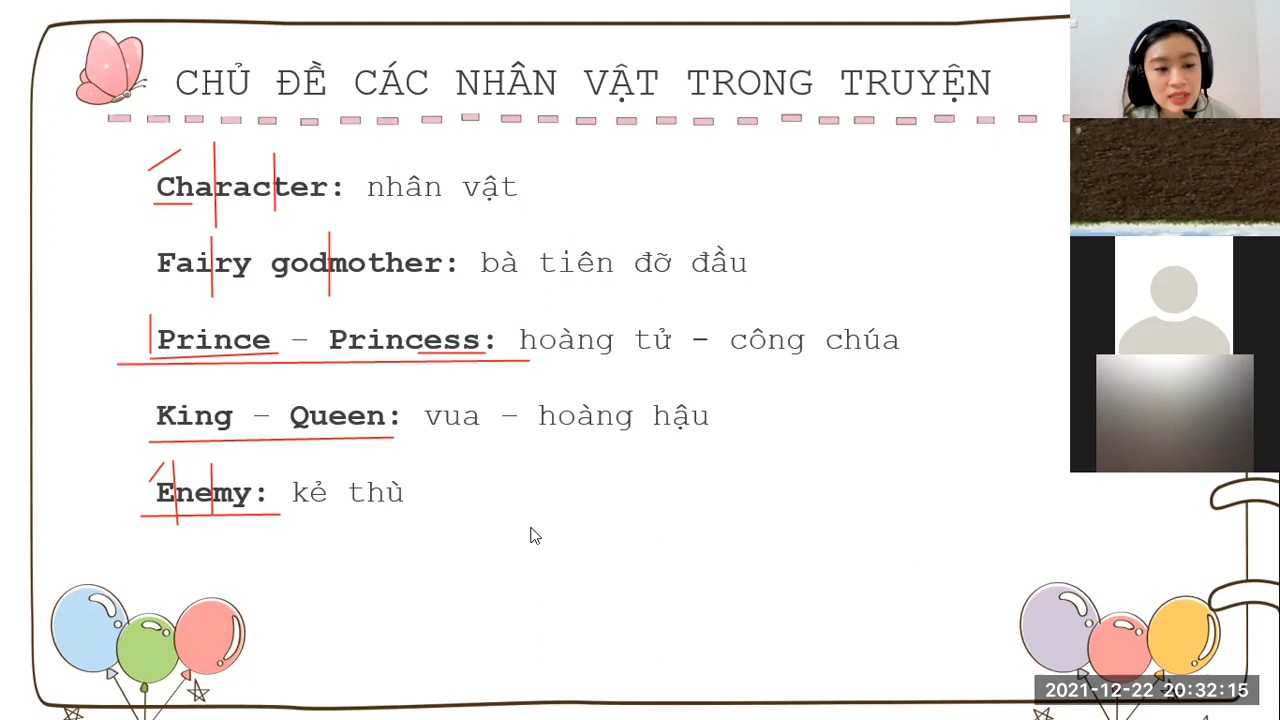 CHỦ ĐỀ CÁC NHÂN VẬT TRONG TRUYỆN
Character: nhân vật
Fairy godmother: bà tiên đỡ đầu
Prince – Princess: hoàng tử - công chúa
King – Queen: vua – hoàng hậu
Enemy: kẻ thù
2021-12-22 20:32:15